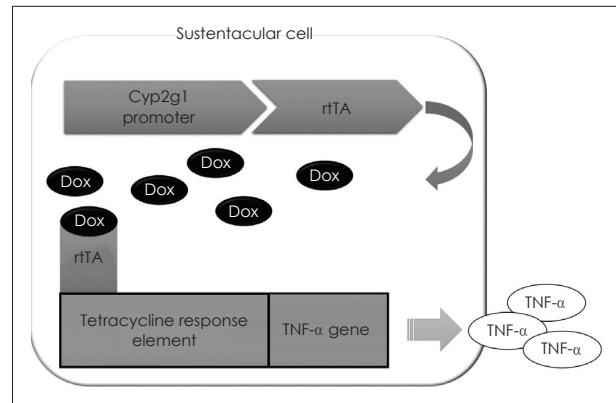 Sustentacular cell
Cyp2g1
promoter
rtTA
Dox
Dox
Dox
Dox
Dox
Dox
rtTA
Tetracycline response
element
TNF-α gene
TNF-α
TNF-α
TNF-α